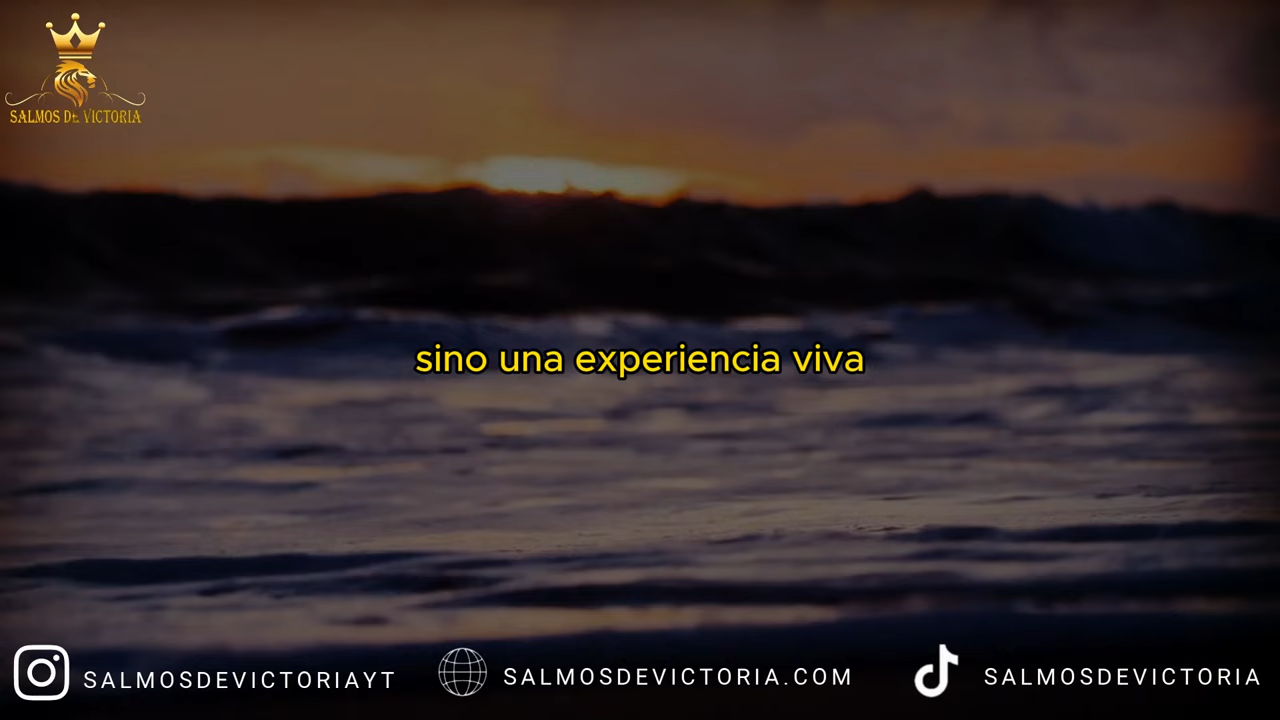 SALMOS DE VICTORIA
sino una experiencia viva
SALMOSDEVICTORIAYT
SALMOSDEVICTORIA.COM
SALMOSDEVICTORIA